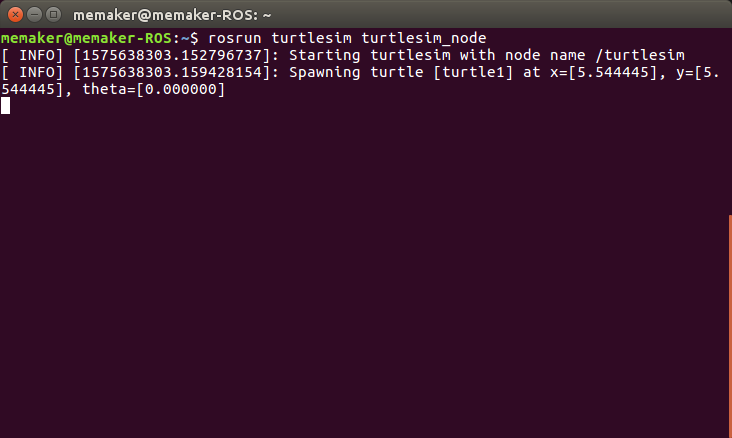 memaker@memaker-ROS: ~
memaker@memaker-ROS:~$ rosrun turtlesim turtlesim_node
[ INFO] [1575638303.152796737]: Starting turtlesim with node name /turtlesim
[ INFO] [1575638303.159428154]: Spawning turtle [turtle1] at x=[5.544445], y=[5.
544445], theta=[0.000000]